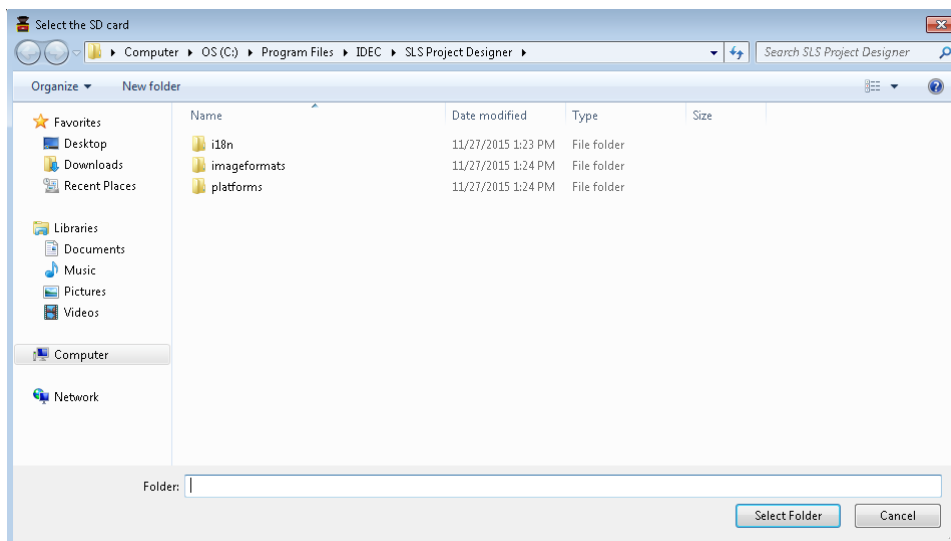 Select the SD card
Computer OS (C:) Program Files IDEC SLS Project Designer Search SLS Project Designer
Organize New folder
Name Date modified Type Size
i18n 11/27/2015 1:23 PM File folder
imageformats 11/27/2015 1:24 PM File folder
platforms 11/27/2015 1:24 PM File folder
Favorites
Desktop
Downloads
Recent Places
Libraries
Documents
Music
Pictures
Videos
Computer
Network
Folder:
Select Folder Cancel